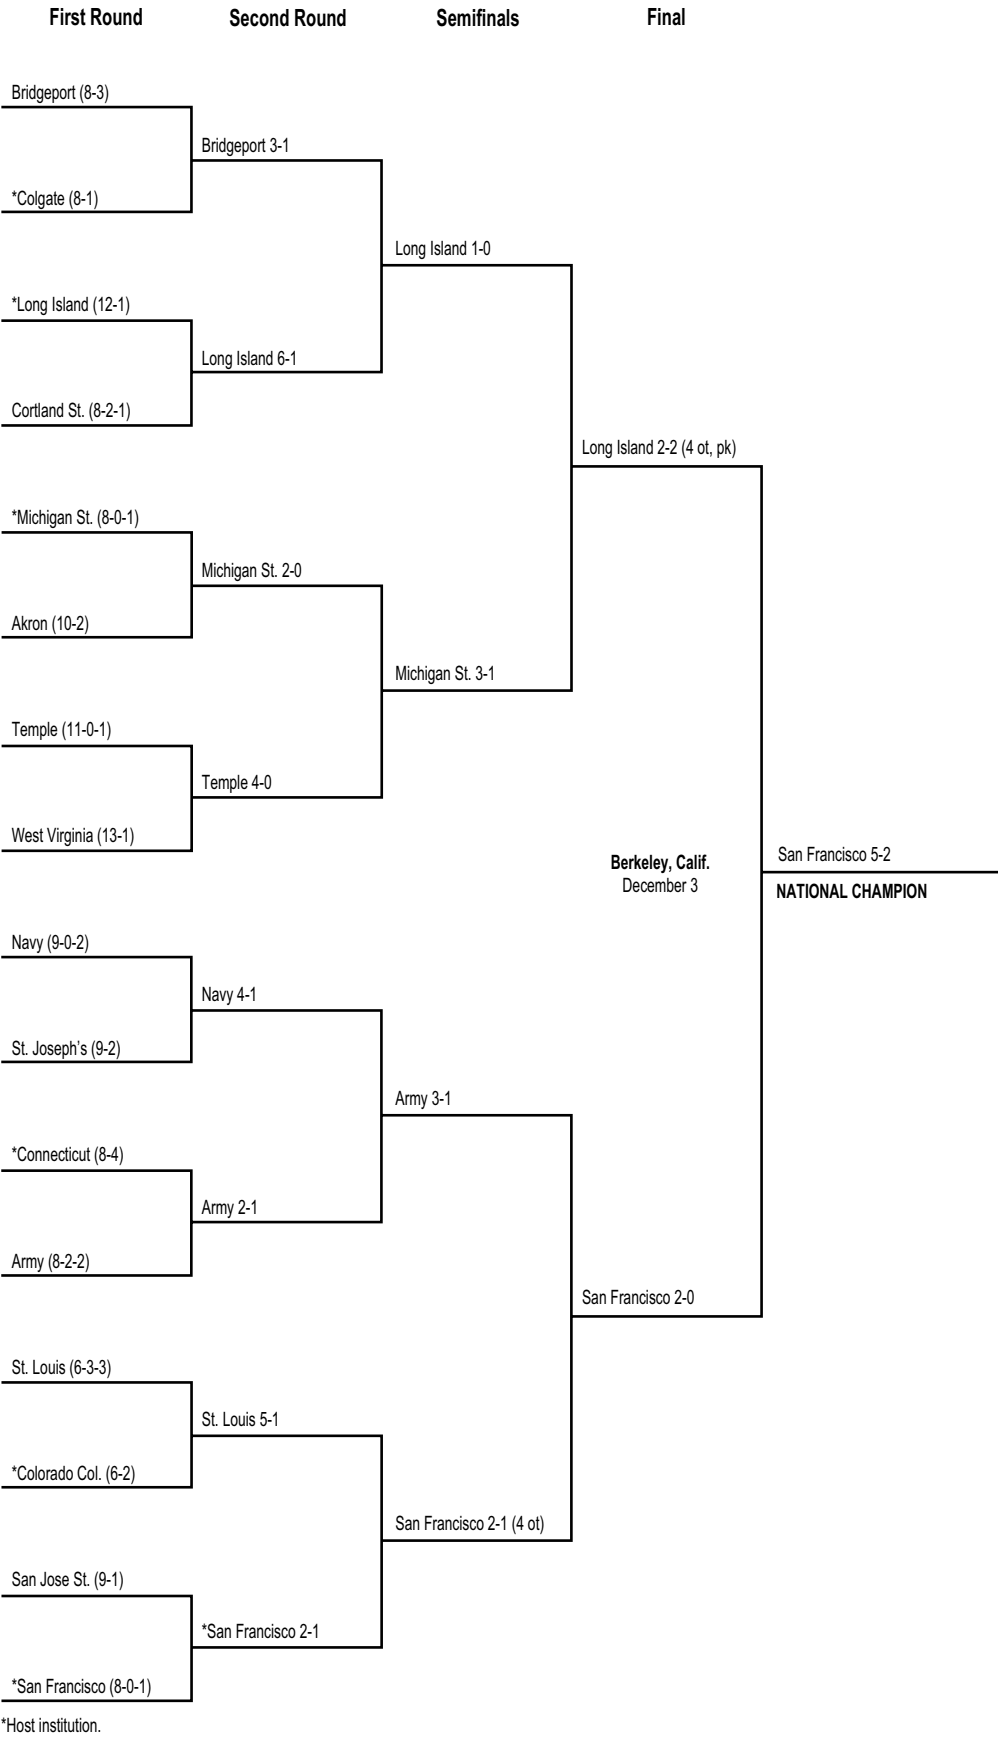 First Round Second Round Semifinals Final
Bridgeport (8-3)
Bridgeport 3-1
*Colgate (8-1)
Long Island 1-0
*Long Island (12-1)
Long Island 6-1
Cortland St. (8-2-1)
Long Island 2-2 (4 ot, pk)
*Michigan St. (8-0-1)
Michigan St. 2-0
Akron (10-2)
Michigan St. 3-1
Temple (11-0-1)
Temple 4-0
West Virginia (13-1)
Berkeley, Calif.
December 3
San Francisco 5-2
NATIONAL CHAMPION
Navy (9-0-2)
Navy 4-1
St. Joseph's (9-2)
Army 3-1
*Connecticut (8-4)
Army 2-1
Army (8-2-2)
San Francisco 2-0
St. Louis (6-3-3)
St. Louis 5-1
*Colorado Col. (6-2)
San Francisco 2-1 (4 ot)
San Jose St. (9-1)
*San Francisco 2-1
*San Francisco (8-0-1)
*Host institution.